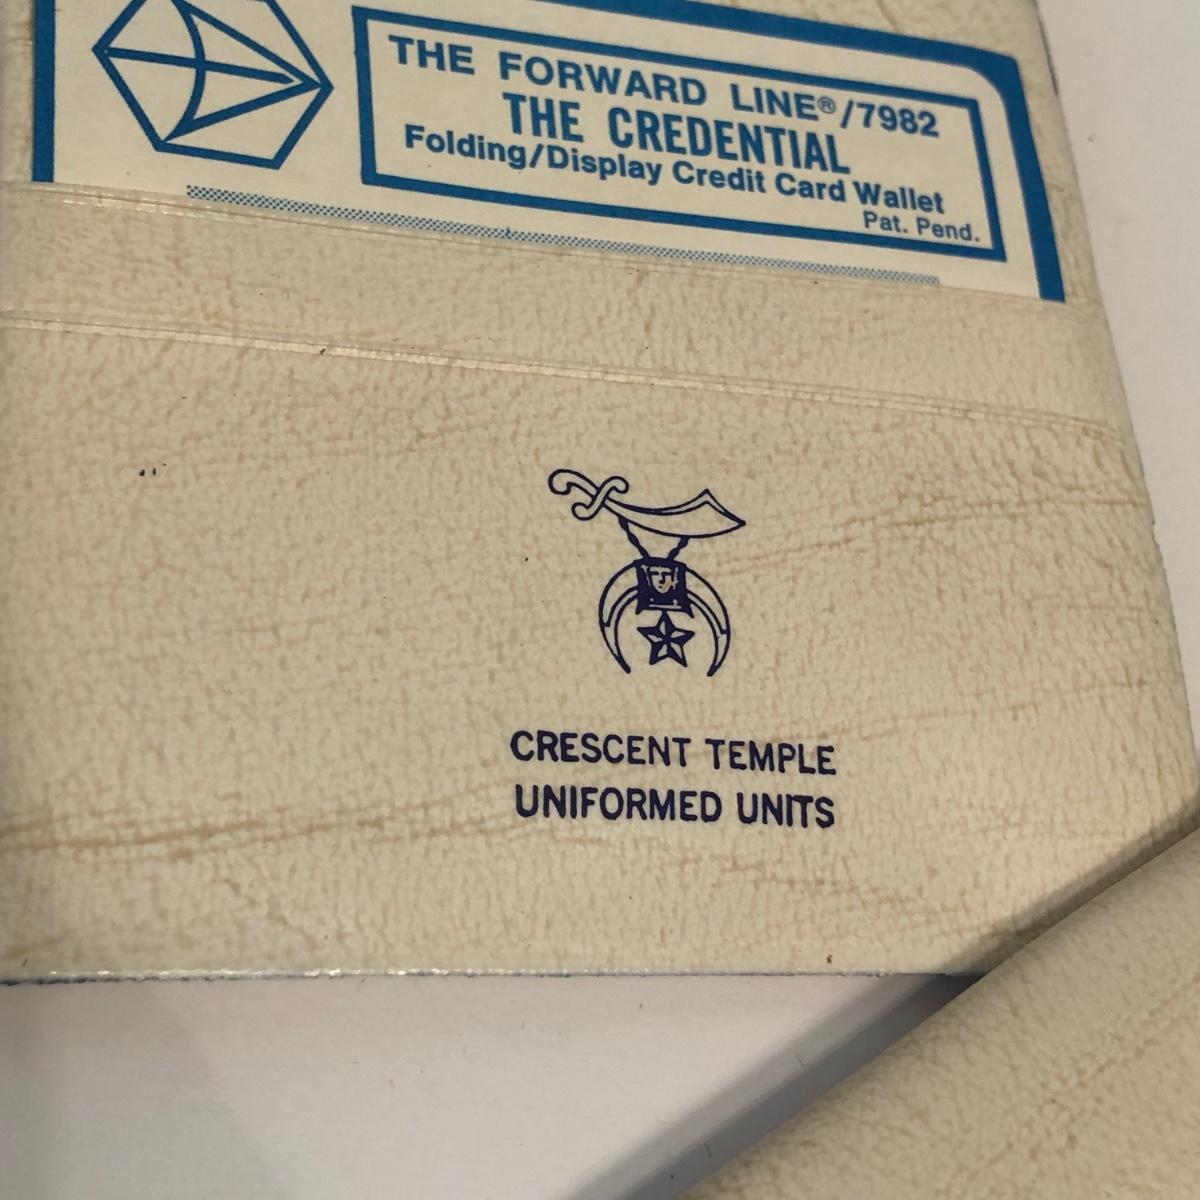 THE FORWARD LINE®/7982
THE CREDENTIAL
Folding/Display Credit Card Wallet
Pat. Pend.
CRESCENT TEMPLE
UNIFORMED UNITS